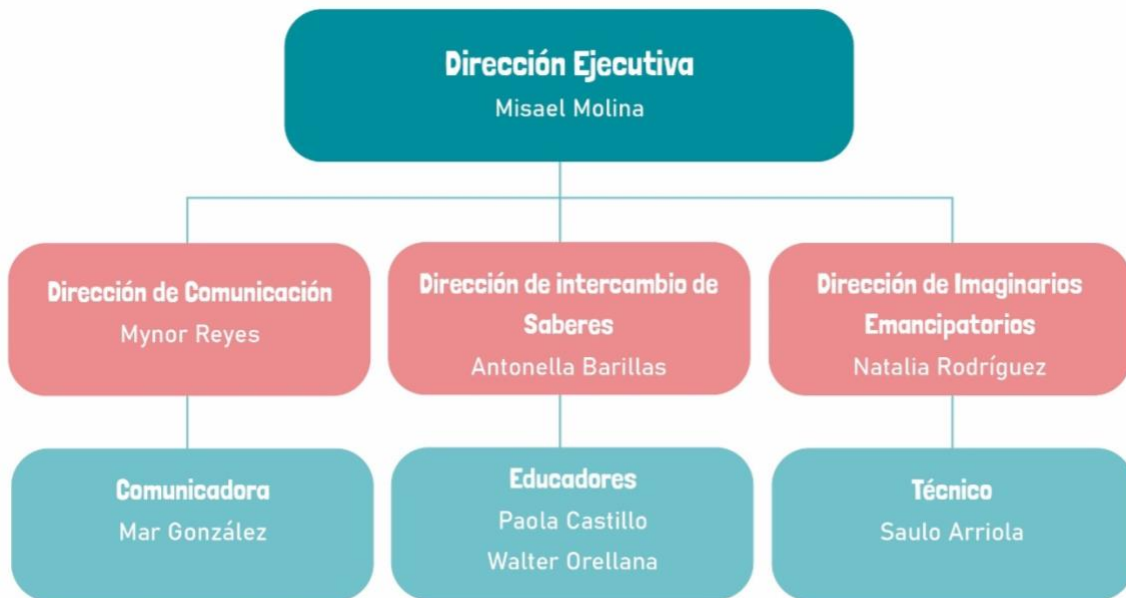 Dirección Ejecutiva
Misael Molina
Dirección de Comunicación
Mynor Reyes
Dirección de intercambio de
Saberes
Antonella Barillas
Dirección de Imaginarios
Emancipatorios
Natalia Rodríguez
Comunicadora
Mar González
Educadores
Paola Castillo
Walter Orellana
Técnico
Saulo Arriola